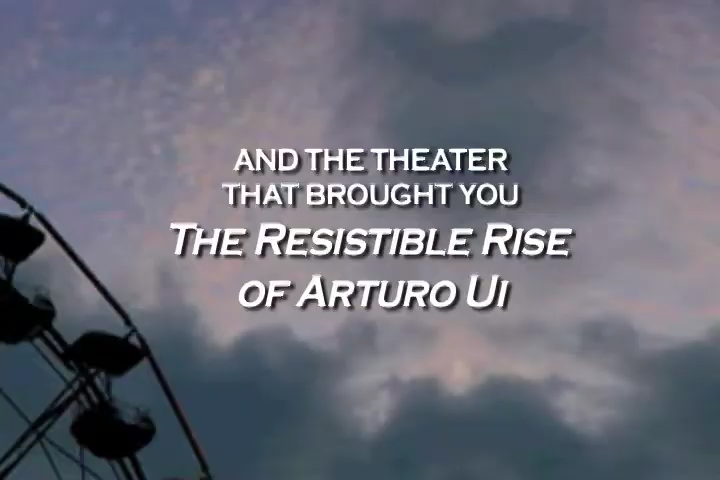 AND THE THEATER
THAT BROUGHT YOU
THE RESISTIBLE RISE
OF ARTURO UI